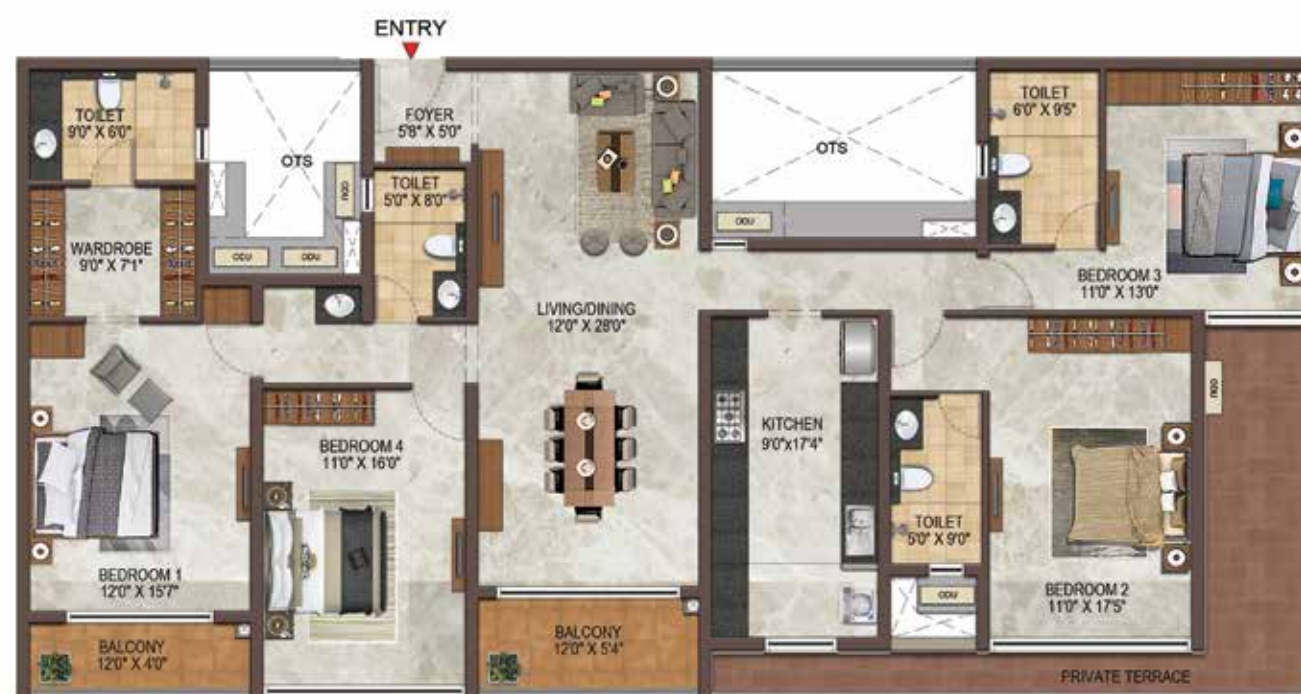 ENTRY
TOILET
9'0" X 6'0"
OTS
FOYER
5'8" X 5'0"
OTS
TOILET
6'0" X 9'5"
TOILET
5'0" X 8'0"
ODU
ODU
ODU
ODU
WARDROBE
9'0" X 7'1"
BEDROOM 3
11'0" X 13'0"
LIVING/DINING
12'0" X 28'0"
ODU
KITCHEN
9'0"x17'4"
BEDROOM 4
11'0" X 16'0"
TOILET
5'0" X 9'0"
BEDROOM 1
12'0" X 15'7"
ODU
BEDROOM 2
11'0" X 17'5"
BALCONY
12'0" X 4'0"
BALCONY
12'0" X 5'4"
PRIVATE TERRACE